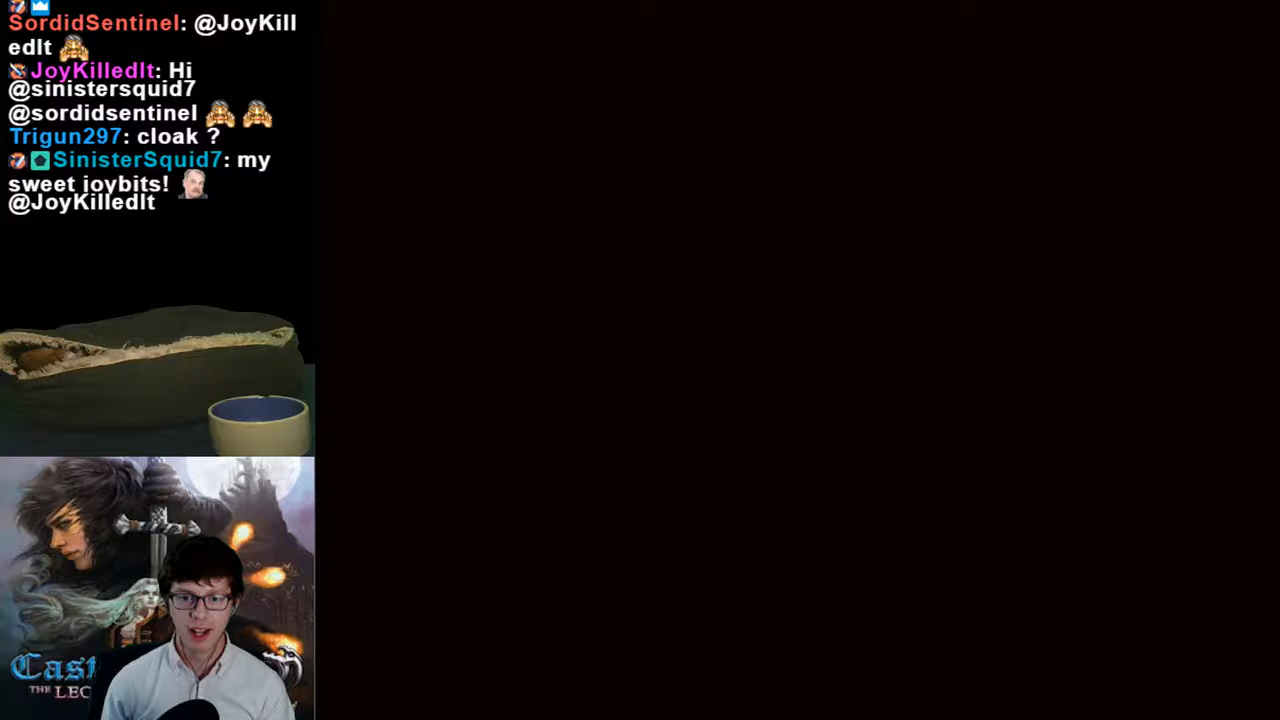 SordidSentinel: @JoyKill
edIt
JoyKilledIt: Hi
@sinistersquid7
@sordidsentinel
Trigun297: cloak ?
SinisterSquid7: my
sweet joybits!
@JoyKilledIt
Cast
THE LEC